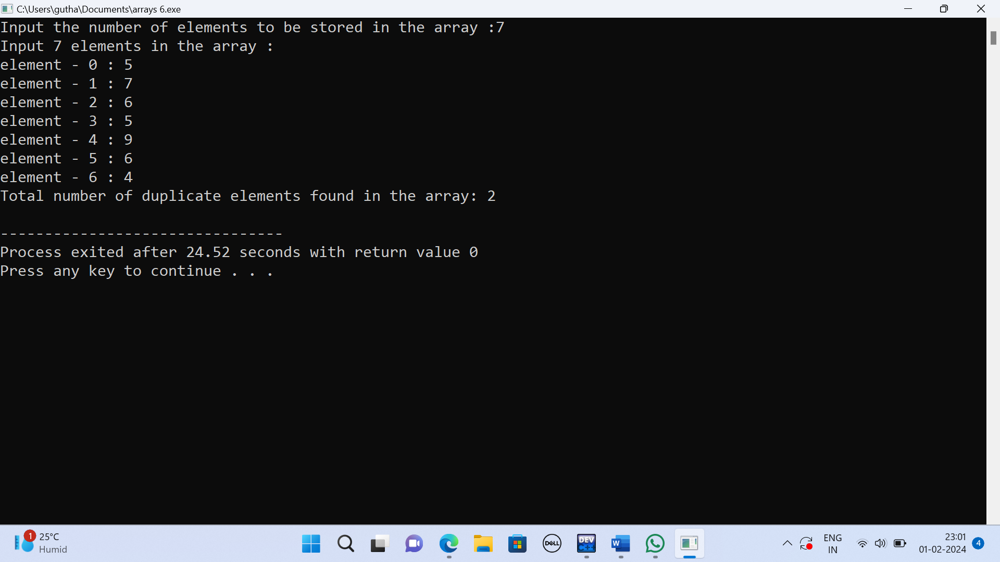 C:\Users\gutha\Documents\arrays 6.exe
Input the number of elements to be stored in the array :7
Input 7 elements in the array :
element - 0 : 5
element - 1 : 7
element - 2 : 6
element - 3 : 5
element - 4 : 9
element - 5 : 6
element - 6 : 4
Total number of duplicate elements found in the array: 2
--------------------------------
Process exited after 24.52 seconds with return value 0
Press any key to continue . . .
1
25°C
Humid
DELL
DEV
C++
W
ENG
IN
23:01
01-02-2024
4